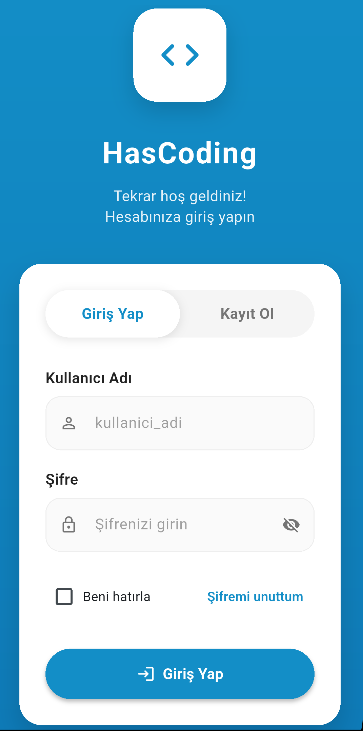 HasCoding
Tekrar hoş geldiniz!
Hesabınıza giriş yapın
Giriş Yap
Kayıt Ol
Kullanıcı Adı
kullanici_adi
Şifre
Şifrenizi girin
Beni hatırla
Şifremi unuttum
Giriş Yap